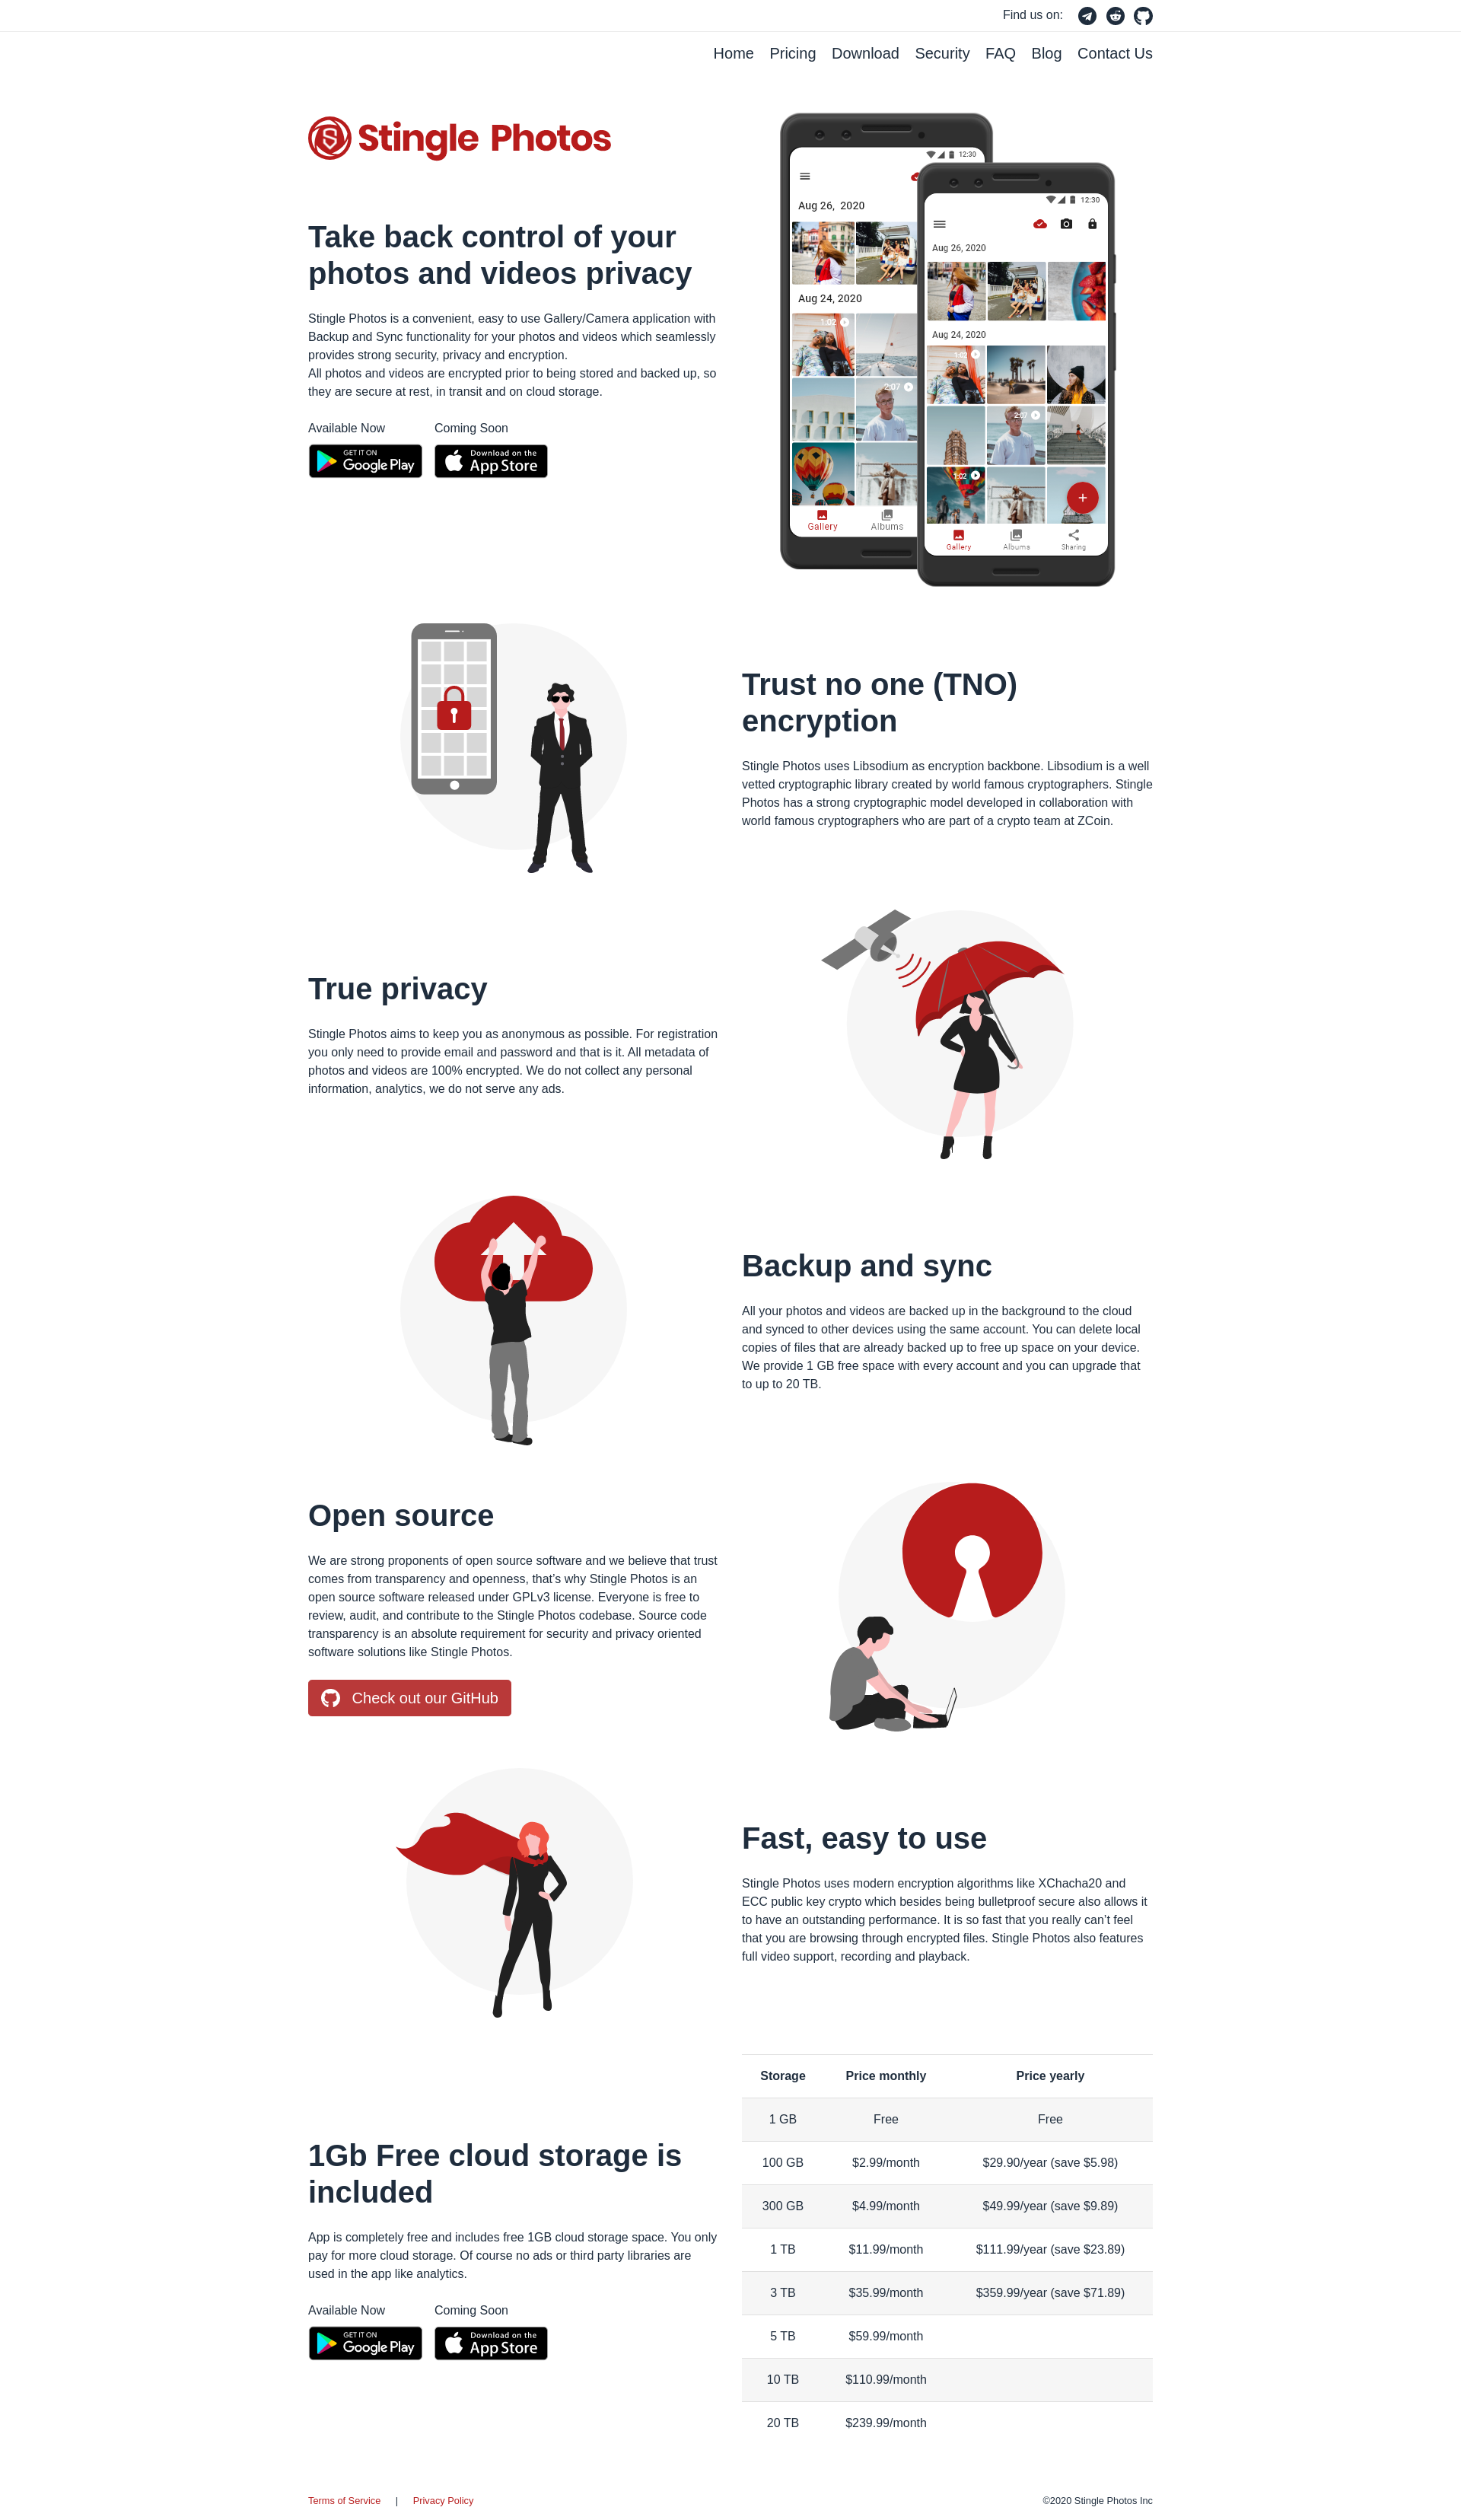 Find us on:
Home Pricing Download Security FAQ Blog Contact Us
Stingle Photos
Take back control of your
photos and videos privacy
Stingle Photos is a convenient, easy to use Gallery/Camera application with
Backup and Sync functionality for your photos and videos which seamlessly
provides strong security, privacy and encryption.
All photos and videos are encrypted prior to being stored and backed up, so
they are secure at rest, in transit and on cloud storage.
Available Now Coming Soon
GET IT ON
Google Play
Download on the
App Store
12:30
Aug 26, 2020
Aug 24, 2020
1:02
2:07
Gallery Albums
12:30
Aug 26, 2020
Aug 24, 2020
1:02
2:07
1:02
Gallery Albums Sharing
Trust no one (TNO)
encryption
Stingle Photos uses Libsodium as encryption backbone. Libsodium is a well
vetted cryptographic library created by world famous cryptographers. Stingle
Photos has a strong cryptographic model developed in collaboration with
world famous cryptographers who are part of a crypto team at ZCoin.
True privacy
Stingle Photos aims to keep you as anonymous as possible. For registration
you only need to provide email and password and that is it. All metadata of
photos and videos are 100% encrypted. We do not collect any personal
information, analytics, we do not serve any ads.
Backup and sync
All your photos and videos are backed up in the background to the cloud
and synced to other devices using the same account. You can delete local
copies of files that are already backed up to free up space on your device.
We provide 1 GB free space with every account and you can upgrade that
to up to 20 TB.
Open source
We are strong proponents of open source software and we believe that trust
comes from transparency and openness, that's why Stingle Photos is an
open source software released under GPLv3 license. Everyone is free to
review, audit, and contribute to the Stingle Photos codebase. Source code
transparency is an absolute requirement for security and privacy oriented
software solutions like Stingle Photos.
Check out our GitHub
Fast, easy to use
Stingle Photos uses modern encryption algorithms like XChacha20 and
ECC public key crypto which besides being bulletproof secure also allows it
to have an outstanding performance. It is so fast that you really can't feel
that you are browsing through encrypted files. Stingle Photos also features
full video support, recording and playback.
1Gb Free cloud storage is
included
App is completely free and includes free 1GB cloud storage space. You only
pay for more cloud storage. Of course no ads or third party libraries are
used in the app like analytics.
Available Now Coming Soon
GET IT ON
Google Play
Download on the
App Store
Storage Price monthly Price yearly
1 GB Free Free
100 GB $2.99/month $29.90/year (save $5.98)
300 GB $4.99/month $49.99/year (save $9.89)
1 TB $11.99/month $111.99/year (save $23.89)
3 TB $35.99/month $359.99/year (save $71.89)
5 TB $59.99/month
10 TB $110.99/month
20 TB $239.99/month
Terms of Service | Privacy Policy
©2020 Stingle Photos Inc